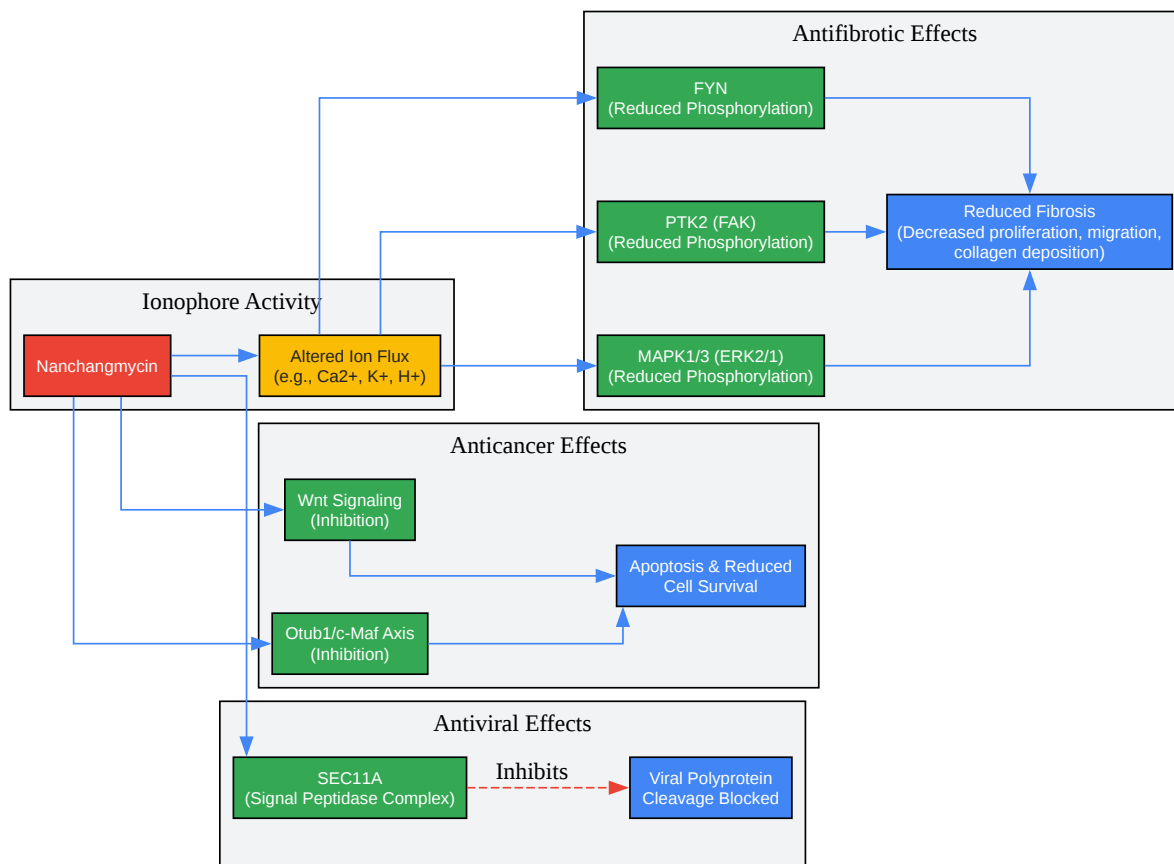 Antifibrotic Effects
FYN
(Reduced Phosphorylation)
PTK2 (FAK)
(Reduced Phosphorylation)
Reduced Fibrosis
(Decreased proliferation, migration,
collagen deposition)
MAPK1/3 (ERK2/1)
(Reduced Phosphorylation)
Ionophore Activity
Nanchangmycin
Altered Ion Flux
(e.g., Ca2+, K+, H+)
Anticancer Effects
Wnt Signaling
(Inhibition)
Apoptosis & Reduced
Cell Survival
Otub1/c-Maf Axis
(Inhibition)
Antiviral Effects
SEC11A
(Signal Peptidase Complex)
Inhibits
Viral Polyprotein
Cleavage Blocked